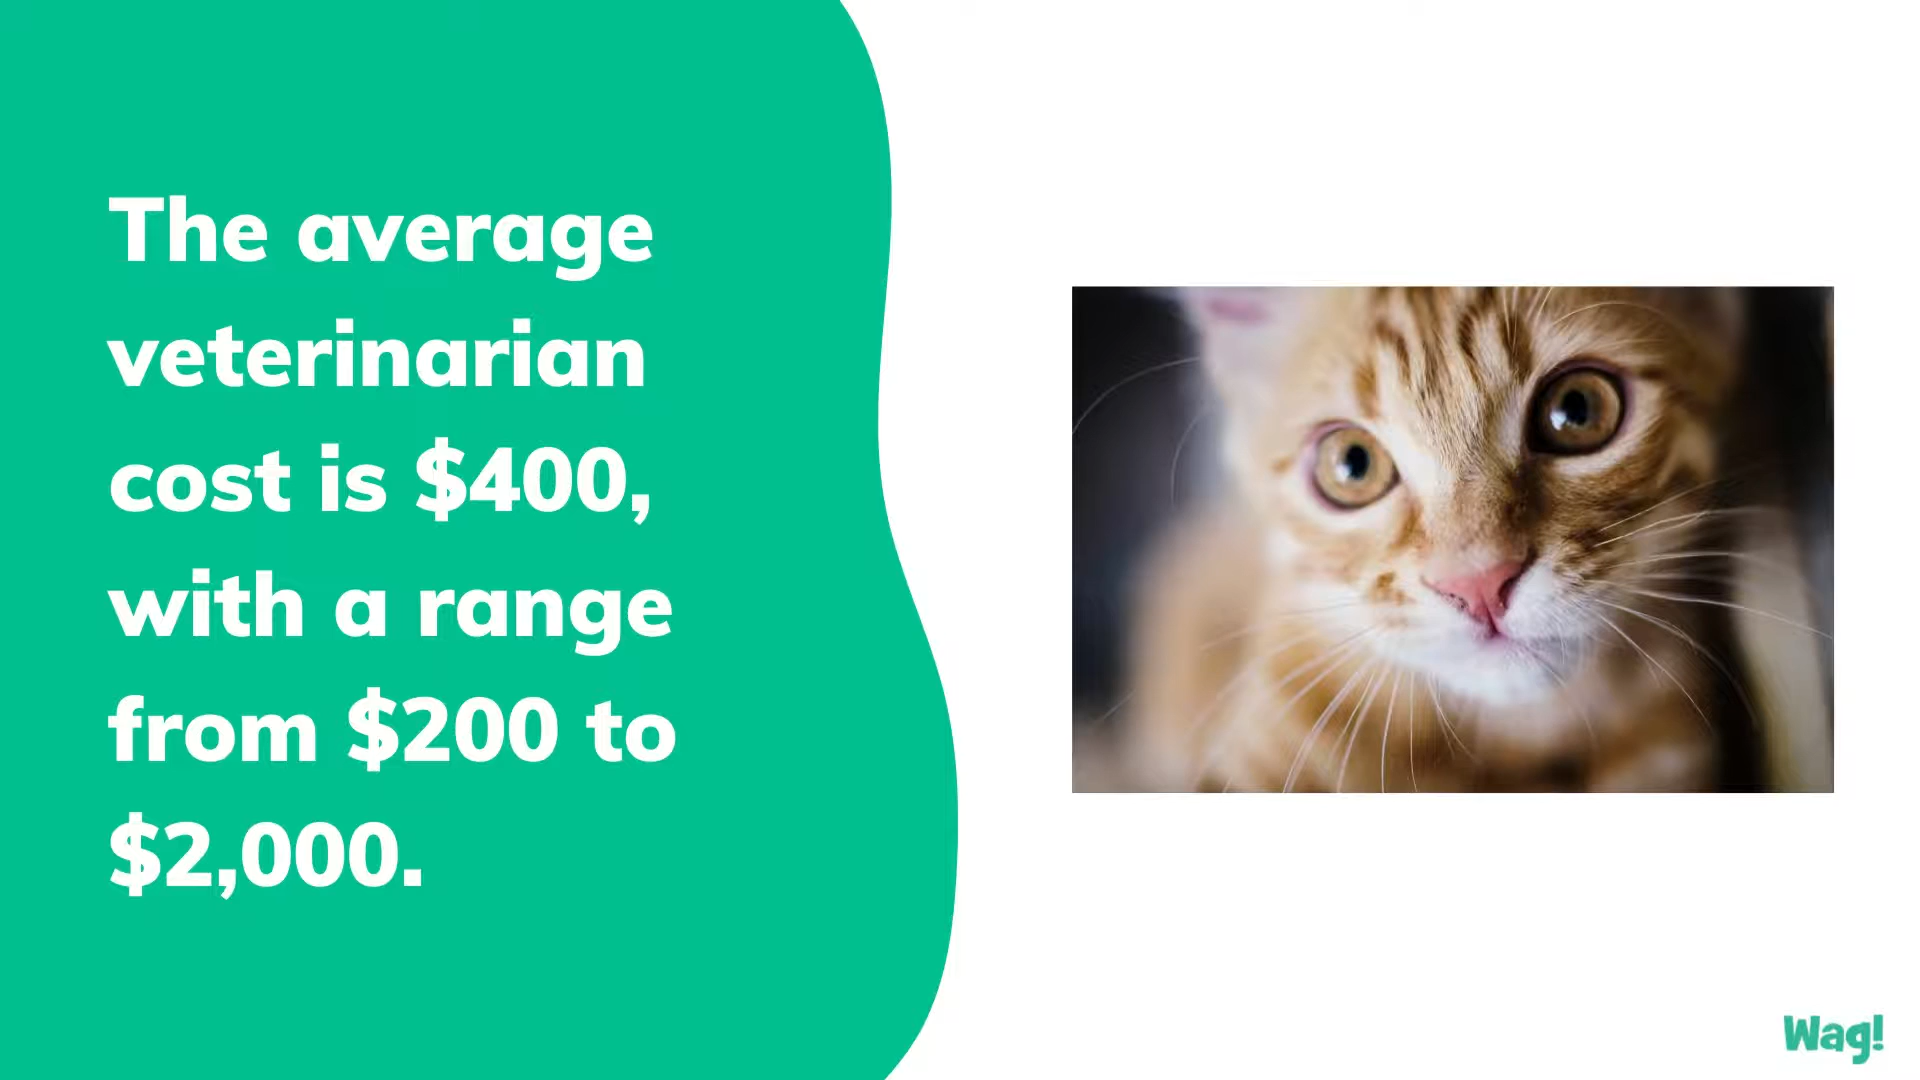 The average
veterinarian
cost is $400,
with a range
from $200 to
$2,000.
Wag!